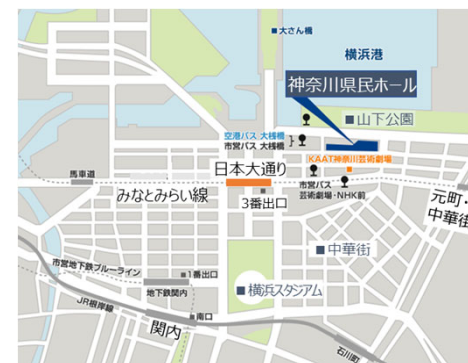 ■大さん橋
横浜港
神奈川県民ホール
■山下公園
空港バス 大桟橋
市営バス 大桟橋
KAAT神奈川芸術劇場
日本大通り
馬車道
みなとみらい線
3番出口
市営バス
芸術劇場・NHK前
元町・
中華街
■中華街
市営地下鉄ブルーライン
■1番出口
地下鉄関内
■横浜スタジアム
JR根岸線
■南口
関内
石川町